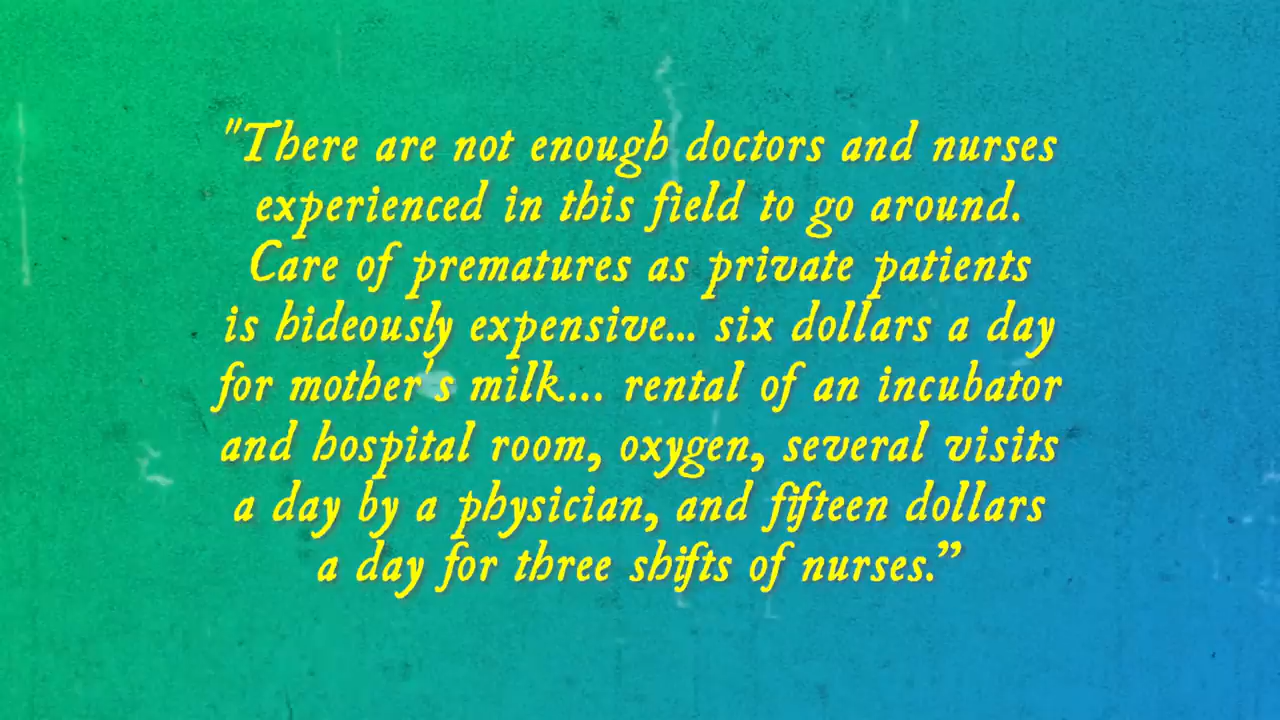 "There are not enough doctors and nurses
experienced in this field to go around.
Care of prematures as private patients
is hideously expensive... six dollars a day
for mother's milk... rental of an incubator
and hospital room, oxygen, several visits
a day by a physician, and fifteen dollars
a day for three shifts of nurses.”